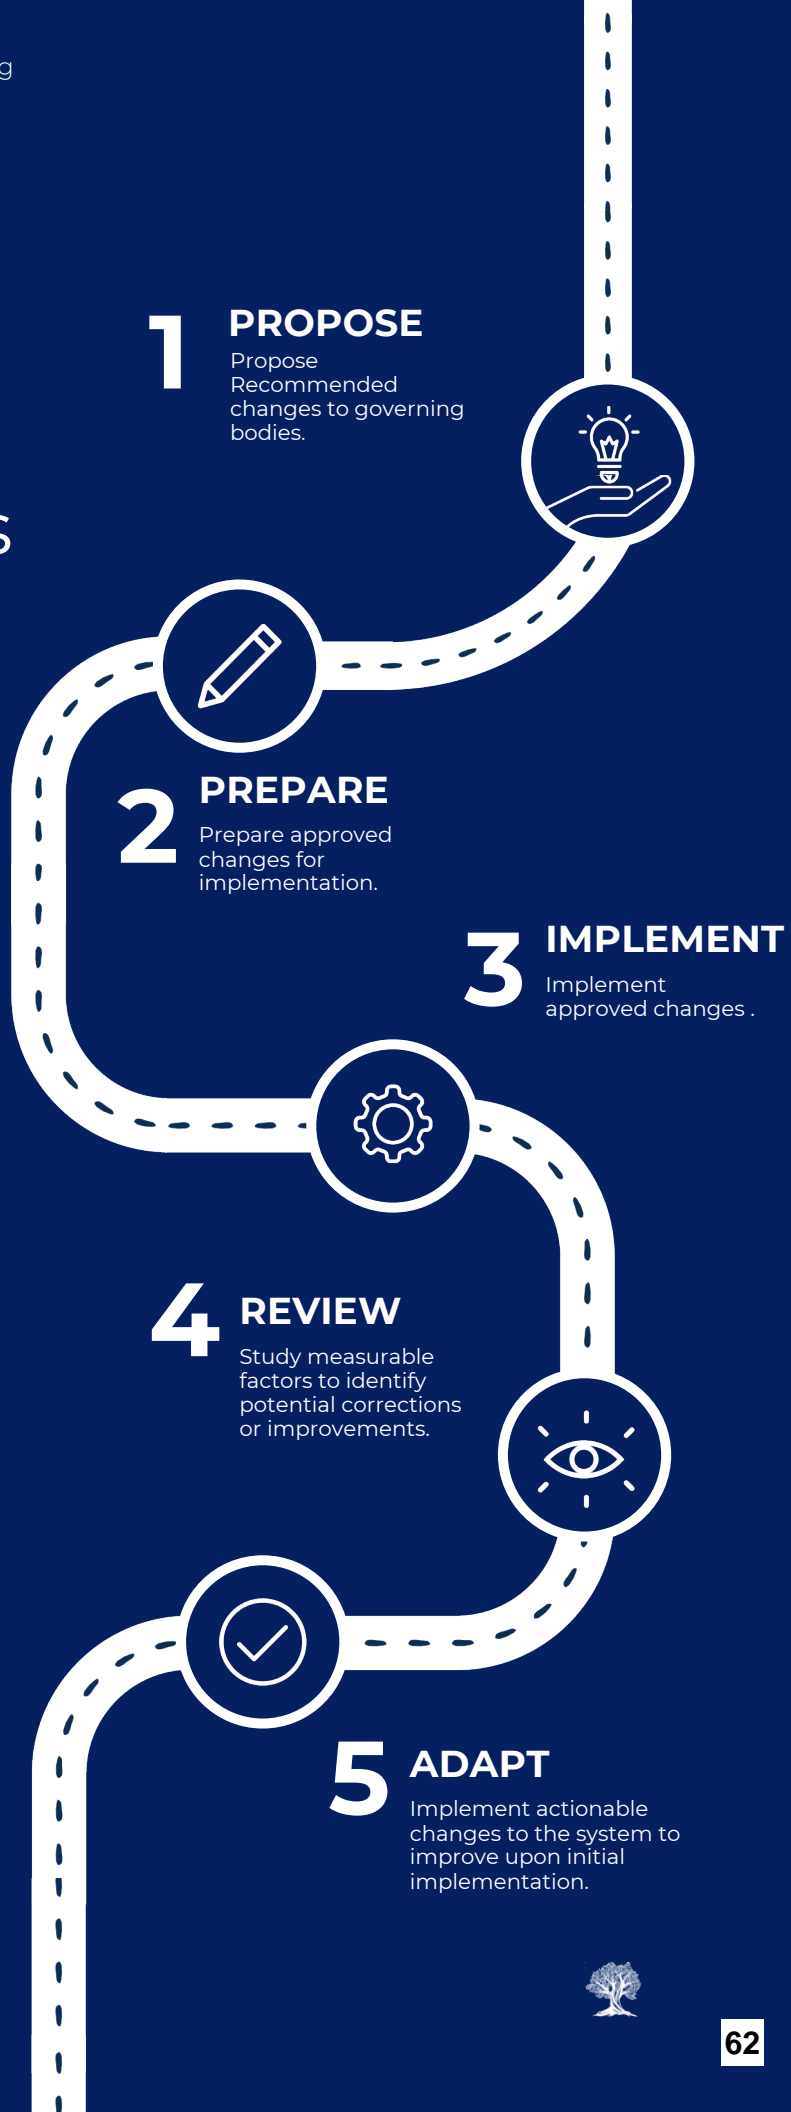 g
1
PROPOSE
Propose
Recommended
changes to governing
bodies.
S
2
PREPARE
Prepare approved
changes for
implementation.
3
IMPLEMENT
Implement
approved changes .
4
REVIEW
Study measurable
factors to identify
potential corrections
or improvements.
5
ADAPT
Implement actionable
changes to the system to
improve upon initial
implementation.
62